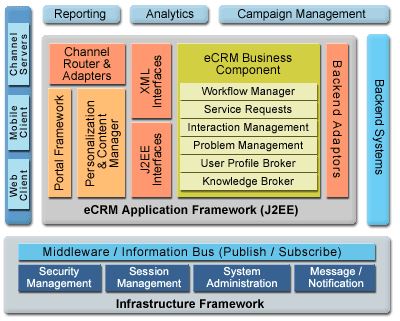 Reporting
Analytics
Campaign Management
Channel
Servers
Mobile
Client
Web
Client
Channel
Router &
Adapters
Portal Framework
Personalization
& Content
Manager
XML
Interfaces
J2EE
Interfaces
eCRM Business
Component
Workflow Manager
Service Requests
Interaction Management
Problem Management
User Profile Broker
Knowledge Broker
Backend Adaptors
Backend Systems
eCRM Application Framework (J2EE)
Middleware / Information Bus (Publish / Subscribe)
Security
Management
Session
Management
System
Administration
Message /
Notification
Infrastructure Framework